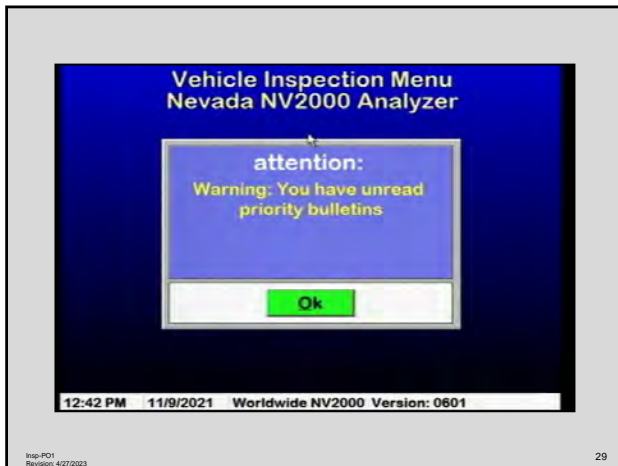 Vehicle Inspection Menu
Nevada NV2000 Analyzer
attention:
Warning: You have unread
priority bulletins
Ok
12:42 PM 11/9/2021 Worldwide NV2000 Version: 0601
Insp-PO1
Revision: 4/27/2023
29